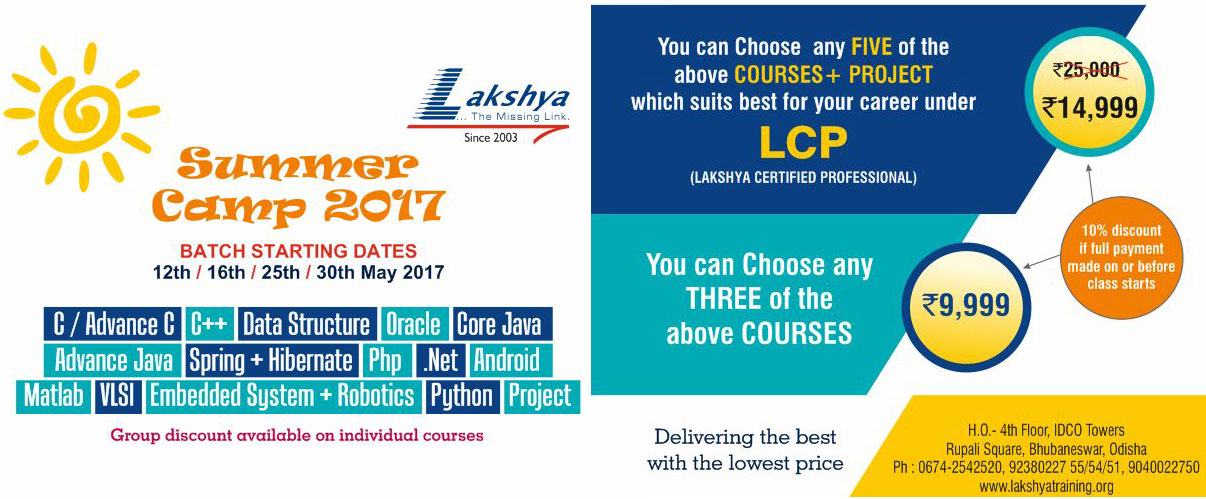 Lakshya
... The Missing Link.
Since 2003
Summer
Camp 2017
BATCH STARTING DATES
12th / 16th / 25th / 30th May 2017
C / Advance C C++ Data Structure Oracle Core Java
Advance Java Spring + Hibernate Php .Net Android
Matlab VLSI Embedded System + Robotics Python Project
Group discount available on individual courses
You can Choose any FIVE of the
above COURSES+ PROJECT
which suits best for your career under
LCP
(LAKSHYA CERTIFIED PROFESSIONAL)
₹25,000
₹14,999
10% discount
if full payment
made on or before
class starts
You can Choose any
THREE of the
above COURSES
₹9,999
Delivering the best
with the lowest price
H.O.- 4th Floor, IDCO Towers
Rupali Square, Bhubaneswar, Odisha
Ph : 0674-2542520, 92380227 55/54/51, 9040022750
www.lakshyatraining.org